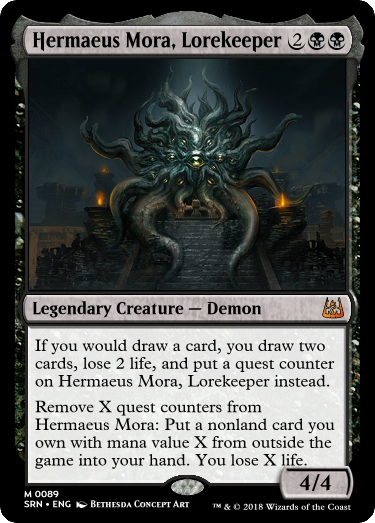 Hermaeus Mora, Lorekeeper 2
Legendary Creature — Demon
If you would draw a card, you draw two
cards, lose 2 life, and put a quest counter
on Hermaeus Mora, Lorekeeper instead.
Remove X quest counters from
Hermaeus Mora: Put a nonland card you
own with mana value X from outside the
game into your hand. You lose X life.
4/4
M 0089
SRN • ENG Bethesda Concept Art
™ & © 2018 Wizards of the Coast